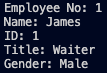 Employee No: 1
Name: James
ID: 1
Title: Waiter
Gender: Male